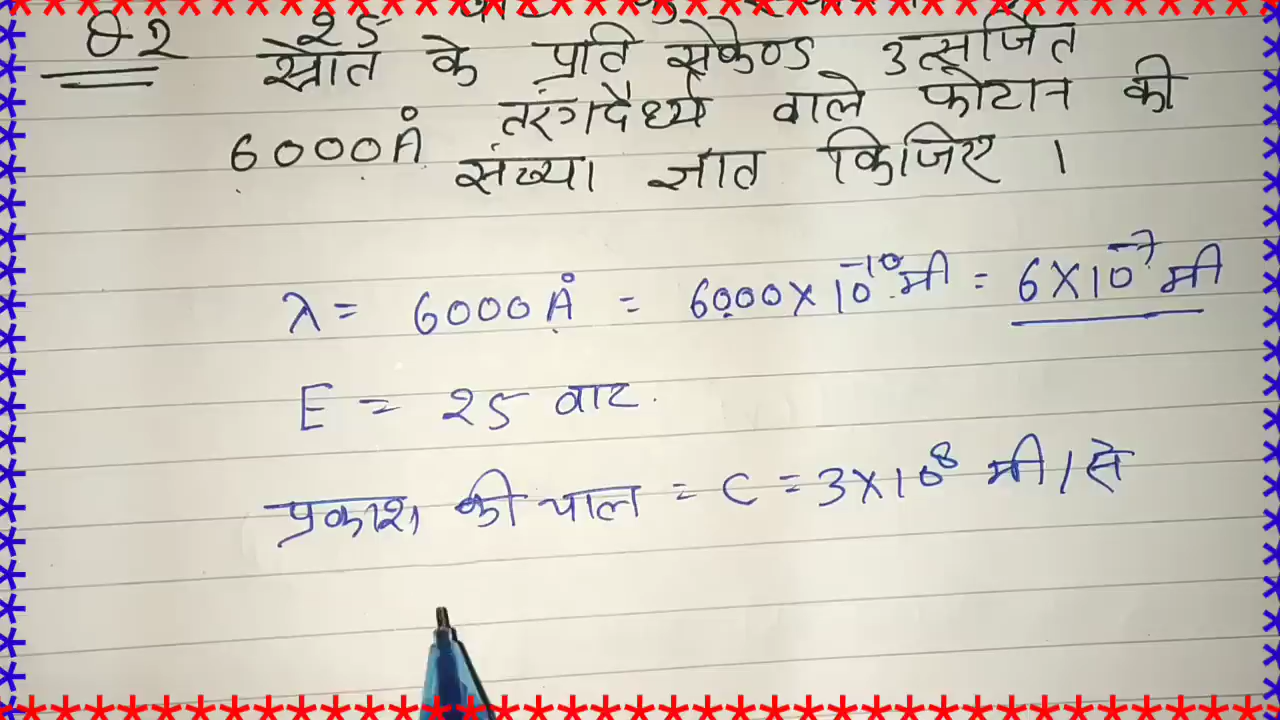 Q2 25
स्रोत के प्रति सेकेण्ड उत्सर्जित
6000Å तरंगदैर्ध्य वाले फोटान की
संख्या ज्ञात किजिए ।
λ = 6000Å = 6000×10⁻¹⁰ मी = 6×10⁻⁷ मी
E = 25 वाट
प्रकाश की चाल = C = 3×10⁸ मी/से